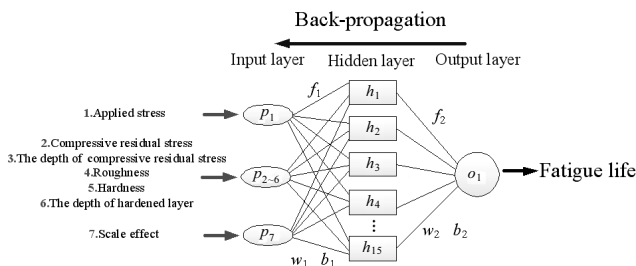 Back-propagation
Input layer Hidden layer Output layer
f1
h1
f2
1.Applied stress
p1
h2
2.Compressive residual stress
3.The depth of compressive residual stress
4.Roughness
5.Hardness
6.The depth of hardened layer
p2~6
h3
o1
Fatigue life
h4
7.Scale effect
p7
w1 b1
h15
w2 b2